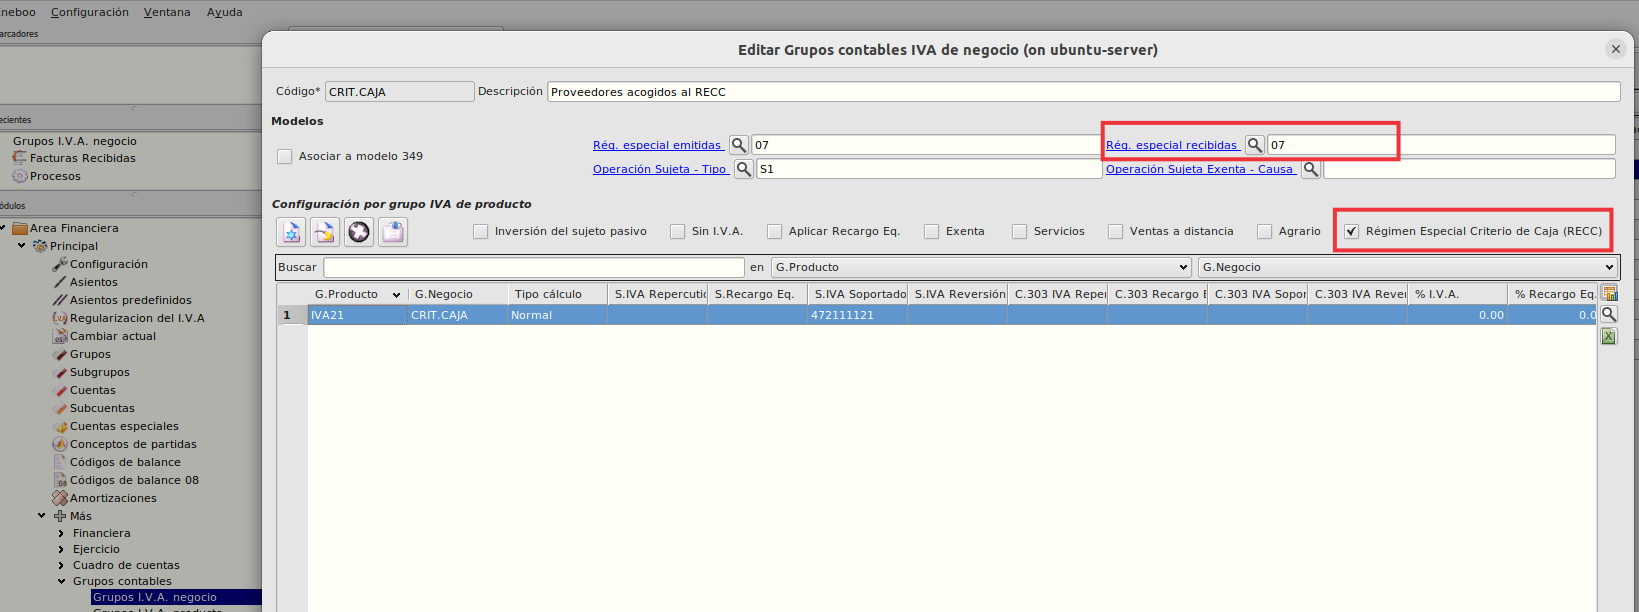 neboo Configuración Ventana Ayuda
arcadores
ecientes
Grupos I.V.A. negocio
Facturas Recibidas
Procesos
ódulos
Area Financiera
Principal
Configuración
Asientos
Asientos predefinidos
Regularizacion del I.V.A
Cambiar actual
Grupos
Subgrupos
Cuentas
Subcuentas
Cuentas especiales
Conceptos de partidas
Códigos de balance
Códigos de balance 08
Amortizaciones
Más
Financiera
Ejercicio
Cuadro de cuentas
Grupos contables
Grupos I.V.A. negocio
Editar Grupos contables IVA de negocio (on ubuntu-server)
Código* CRIT.CAJA Descripción Proveedores acogidos al RECC
Modelos
Asociar a modelo 349
Rég. especial emitidas 07 Rég. especial recibidas 07
Operación Sujeta - Tipo S1 Operación Sujeta Exenta - Causa
Configuración por grupo IVA de producto
Inversión del sujeto pasivo Sin I.V.A. Aplicar Recargo Eq. Exenta Servicios Ventas a distancia Agrario Régimen Especial Criterio de Caja (RECC)
Buscar en G.Producto G.Negocio
G.Producto G.Negocio Tipo cálculo S.IVA Repercutic S.Recargo Eq. S.IVA Soportado S.IVA Reversión C.303 IVA Reper C.303 Recargo E C.303 IVA Sopor C.303 IVA Rever % I.V.A. % Recargo Eq.
1 IVA21 CRIT.CAJA Normal 472111121 0.00 0.0